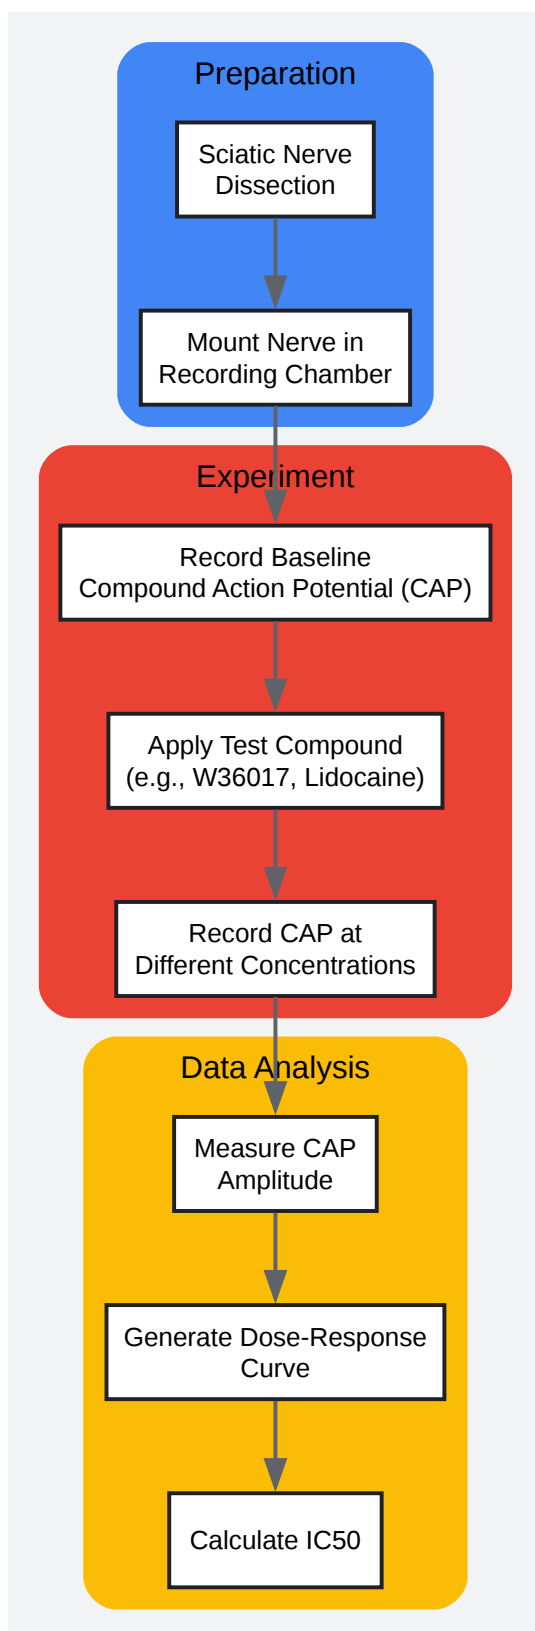 Preparation
Sciatic Nerve
Dissection
Mount Nerve in
Recording Chamber
Experiment
Record Baseline
Compound Action Potential (CAP)
Apply Test Compound
(e.g., W36017, Lidocaine)
Record CAP at
Different Concentrations
Data Analysis
Measure CAP
Amplitude
Generate Dose-Response
Curve
Calculate IC50